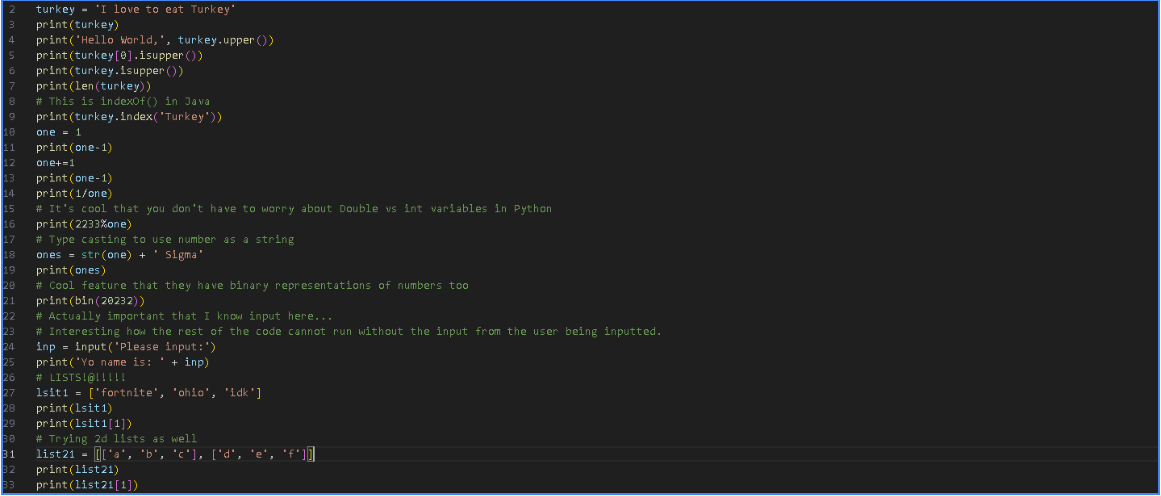 2 turkey = 'I love to eat Turkey'
3 print(turkey)
4 print('Hello World,', turkey.upper())
5 print(turkey[0].isupper())
6 print(turkey.isupper())
7 print(len(turkey))
8 # This is indexOf() in Java
9 print(turkey.index('Turkey'))
10 one = 1
11 print(one-1)
12 one+=1
13 print(one-1)
14 print(1/one)
15 # It's cool that you don't have to worry about Double vs int variables in Python
16 print(2233%one)
17 # Type casting to use number as a string
18 ones = str(one) + ' Sigma'
19 print(ones)
20 # Cool feature that they have binary representations of numbers too
21 print(bin(20232))
22 # Actually important that I know input here...
23 # Interesting how the rest of the code cannot run without the input from the user being inputted.
24 inp = input('Please input:')
25 print('Yo name is: ' + inp)
26 # LISTS!@!!!!!
27 lsit1 = ['fortnite', 'ohio', 'idk']
28 print(lsit1)
29 print(lsit1[1])
30 # Trying 2d lists as well
31 list21 = [['a', 'b', 'c'], ['d', 'e', 'f']]
32 print(list21)
33 print(list21[1])